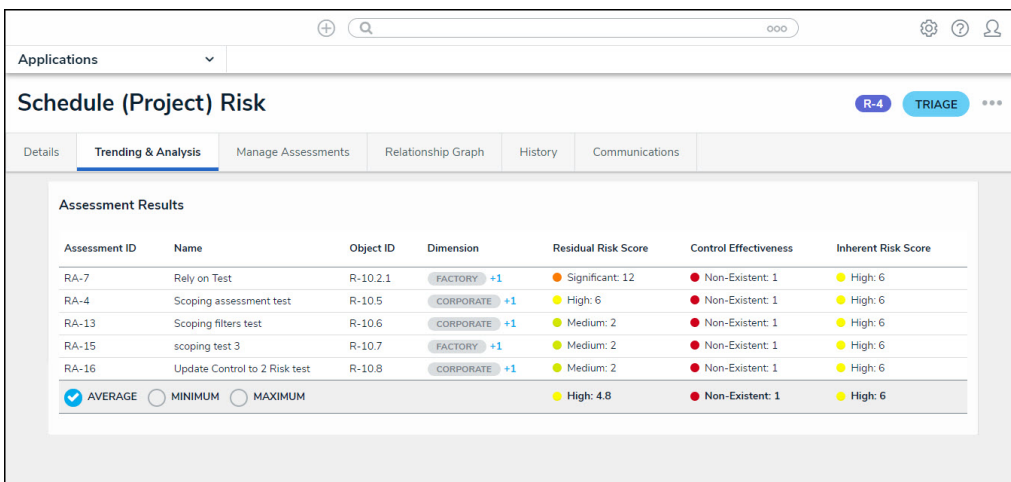 ooo
Applications
Schedule (Project) Risk R-4 TRIAGE
Details Trending & Analysis Manage Assessments Relationship Graph History Communications
Assessment Results
Assessment ID Name Object ID Dimension Residual Risk Score Control Effectiveness Inherent Risk Score
RA-7 Rely on Test R-10.2.1 FACTORY +1 Significant: 12 Non-Existent: 1 High: 6
RA-4 Scoping assessment test R-10.5 CORPORATE +1 High: 6 Non-Existent: 1 High: 6
RA-13 Scoping filters test R-10.6 CORPORATE +1 Medium: 2 Non-Existent: 1 High: 6
RA-15 scoping test 3 R-10.7 FACTORY +1 Medium: 2 Non-Existent: 1 High: 6
RA-16 Update Control to 2 Risk test R-10.8 CORPORATE +1 Medium: 2 Non-Existent: 1 High: 6
AVERAGE MINIMUM MAXIMUM High: 4.8 Non-Existent: 1 High: 6